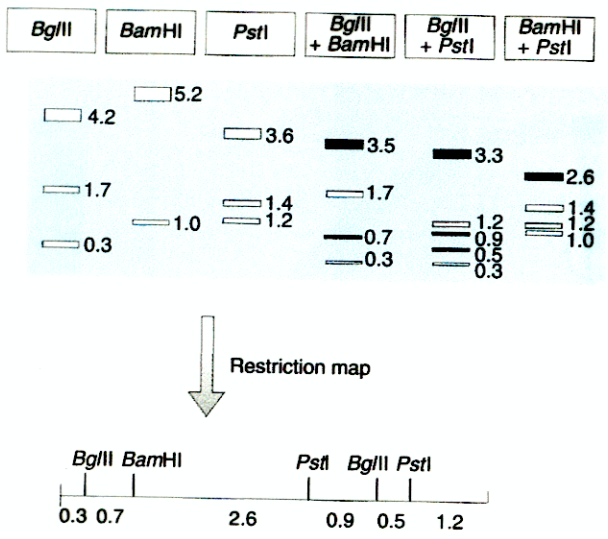 BglII BamHI PstI BglII + BamHI BglII + PstI BamHI + PstI
5.2
4.2
3.6 3.5 3.3
2.6
1.7 1.7
1.4 1.4
1.0 1.2 1.2 1.2
0.7 0.9 1.0
0.3 0.5
0.3 0.3
Restriction map
BglII BamHI PstI BglII PstI
0.3 0.7 2.6 0.9 0.5 1.2